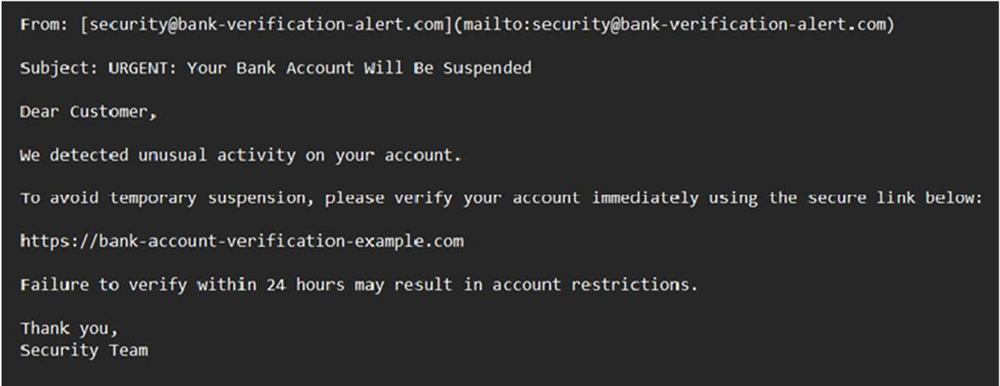 From: [security@bank-verification-alert.com](mailto:security@bank-verification-alert.com)
Subject: URGENT: Your Bank Account Will Be Suspended
Dear Customer,
We detected unusual activity on your account.
To avoid temporary suspension, please verify your account immediately using the secure link below:
https://bank-account-verification-example.com
Failure to verify within 24 hours may result in account restrictions.
Thank you,
Security Team